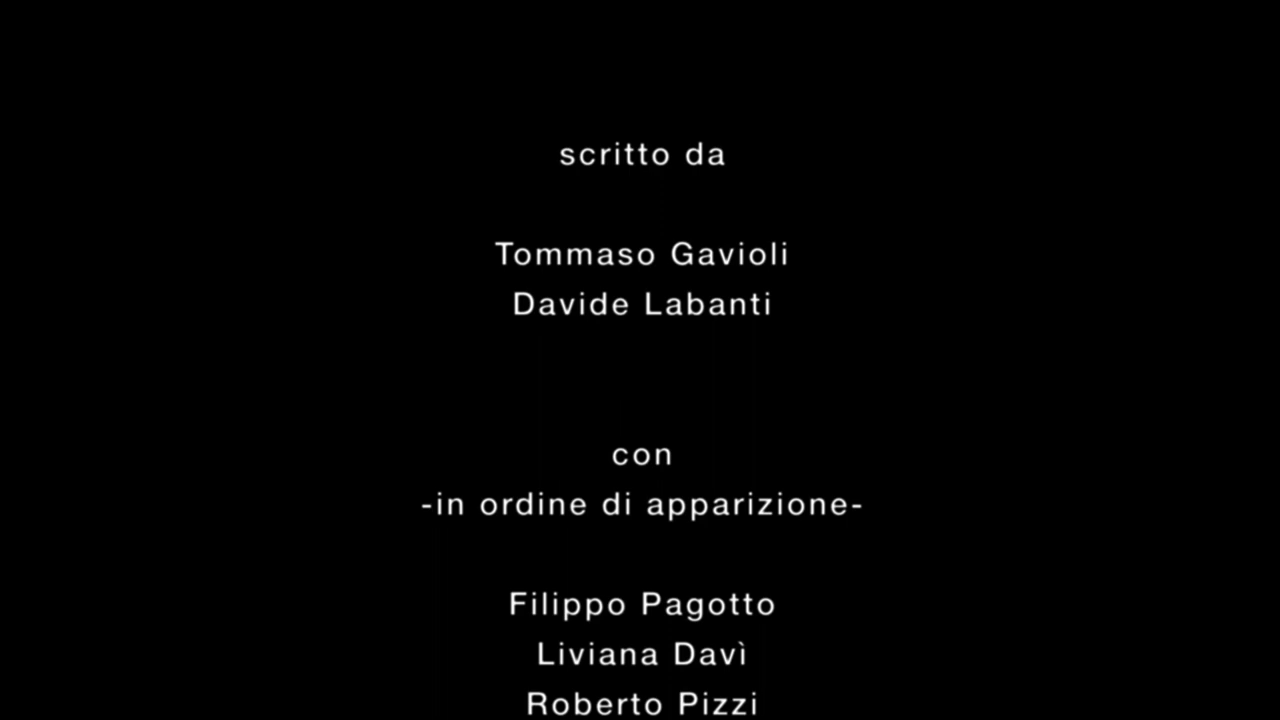 scritto da
Tommaso Gavioli
Davide Labanti
con
-in ordine di apparizione-
Filippo Pagotto
Liviana Davì
Roberto Pizzi